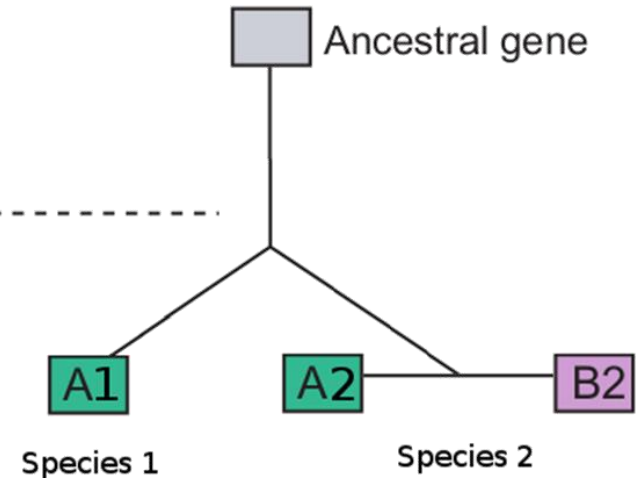 Ancestral gene
A1
A2
B2
Species 1
Species 2